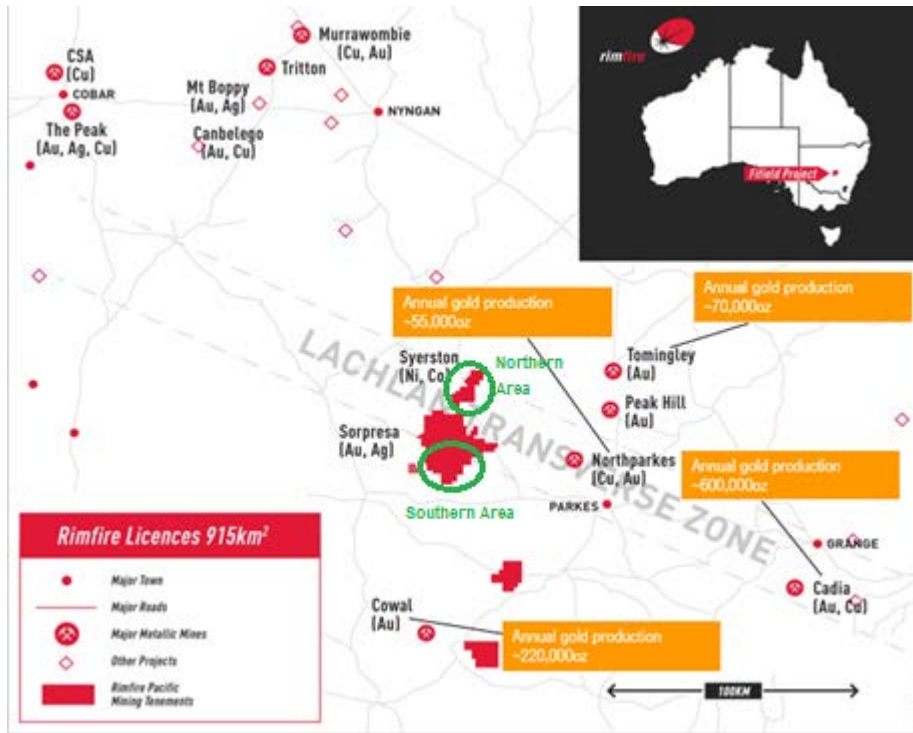 Murrawombie
(Cu, Au)
CSA
(Cu)
COBAR
Tritton
Mt Boppy
(Au, Ag)
NYNGAN
The Peak
(Au, Ag, Cu)
Canbelego
(Au, Cu)
rimfire
Fifield Project
Annual gold production
~55,000oz
Annual gold production
~70,000oz
LACHLAN TRANSVERSE ZONE
Syerston
(Ni, Co)
Northern
Area
Tomingley
(Au)
Peak Hill
(Au)
Sorpresa
(Au, Ag)
Northparkes
(Cu, Au)
Annual gold production
~600,000oz
Southern Area
PARKES
GRANGE
Rimfire Licences 915km²
Major Town
Major Roads
Major Metallic Mines
Other Projects
Rimfire Pacific
Mining Tenements
Cadia
(Au, Cu)
Cowal
(Au)
Annual gold production
~220,000oz
100KM